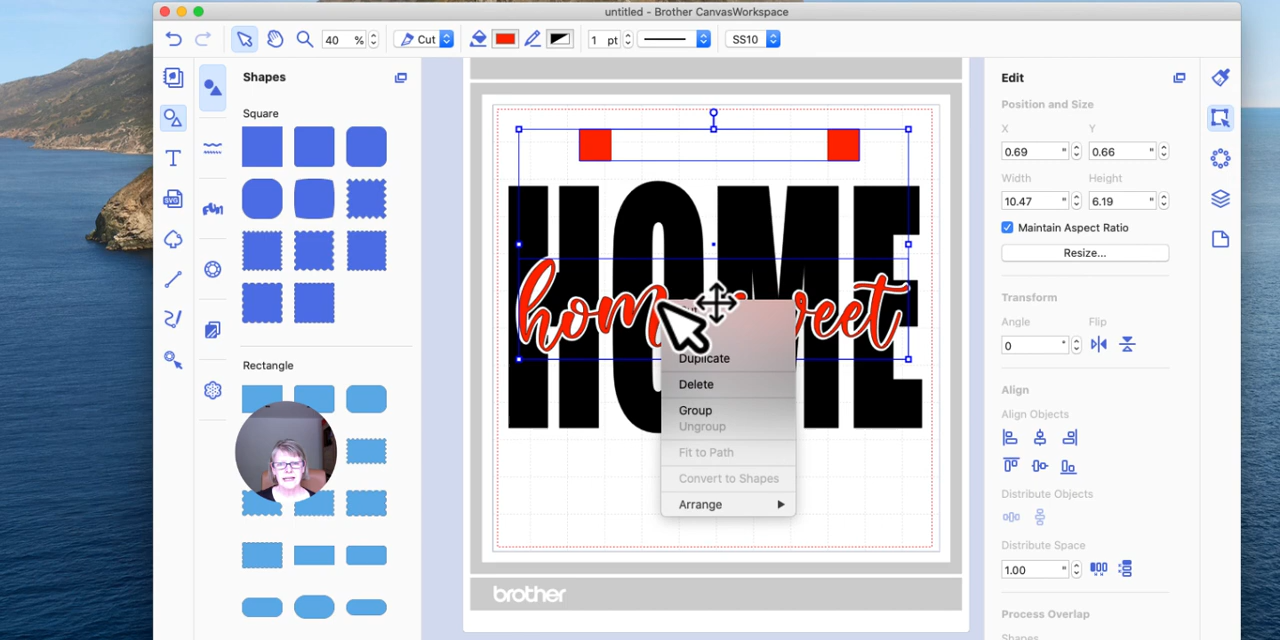 untitled - Brother CanvasWorkspace
40 %
Cut
1 pt
SS10
Shapes
Square
Rectangle
HOME
brother
Duplicate
Delete
Group
Ungroup
Fit to Path
Convert to Shapes
Arrange
Edit
Position and Size
X Y
0.69 " 0.66 "
Width Height
10.47 " 6.19 "
Maintain Aspect Ratio
Resize...
Transform
Angle Flip
0 °
Align
Align Objects
Distribute Objects
Distribute Space
1.00 "
Process Overlap
Shapes
SVG
T
fun